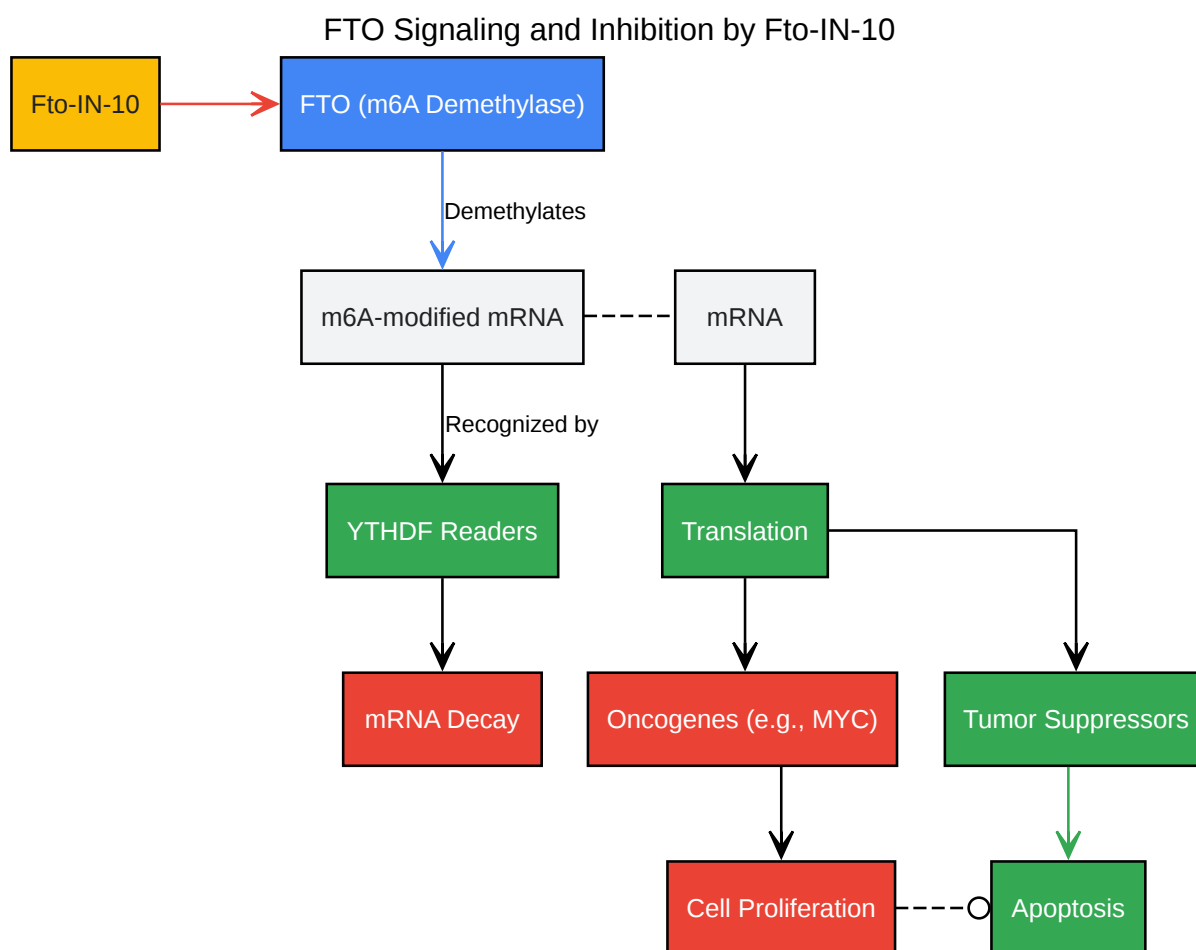 FTO Signaling and Inhibition by Fto-IN-10
Fto-IN-10
FTO (m6A Demethylase)
Demethylates
m6A-modified mRNA
mRNA
Recognized by
YTHDF Readers
Translation
mRNA Decay
Oncogenes (e.g., MYC)
Tumor Suppressors
Cell Proliferation
Apoptosis